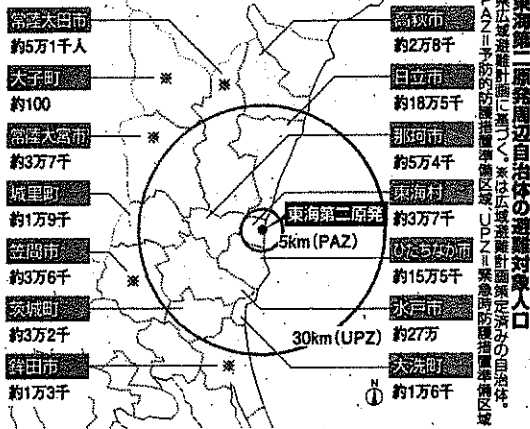 東海第二原発周辺自治体の避難対象人口
県広域避難計画に基づく。※は広域避難計画策定済みの自治体。
PAZ=予防的防護措置準備区域、UPZ=緊急時防護措置準備区域
常陸太田市
約5万1千人
大子町
約100
常陸大宮市
約3万7千
城里町
約1万9千
笠間市
約3万6千
茨城町
約3万2千
鉾田市
約1万3千
高萩市
約2万8千
日立市
約18万5千
那珂市
約5万4千
東海村
約3万7千
ひたちなか市
約15万5千
水戸市
約27万
大洗町
約1万6千
東海第二原発
5km(PAZ)
30km(UPZ)
※
※
※
※
※
N